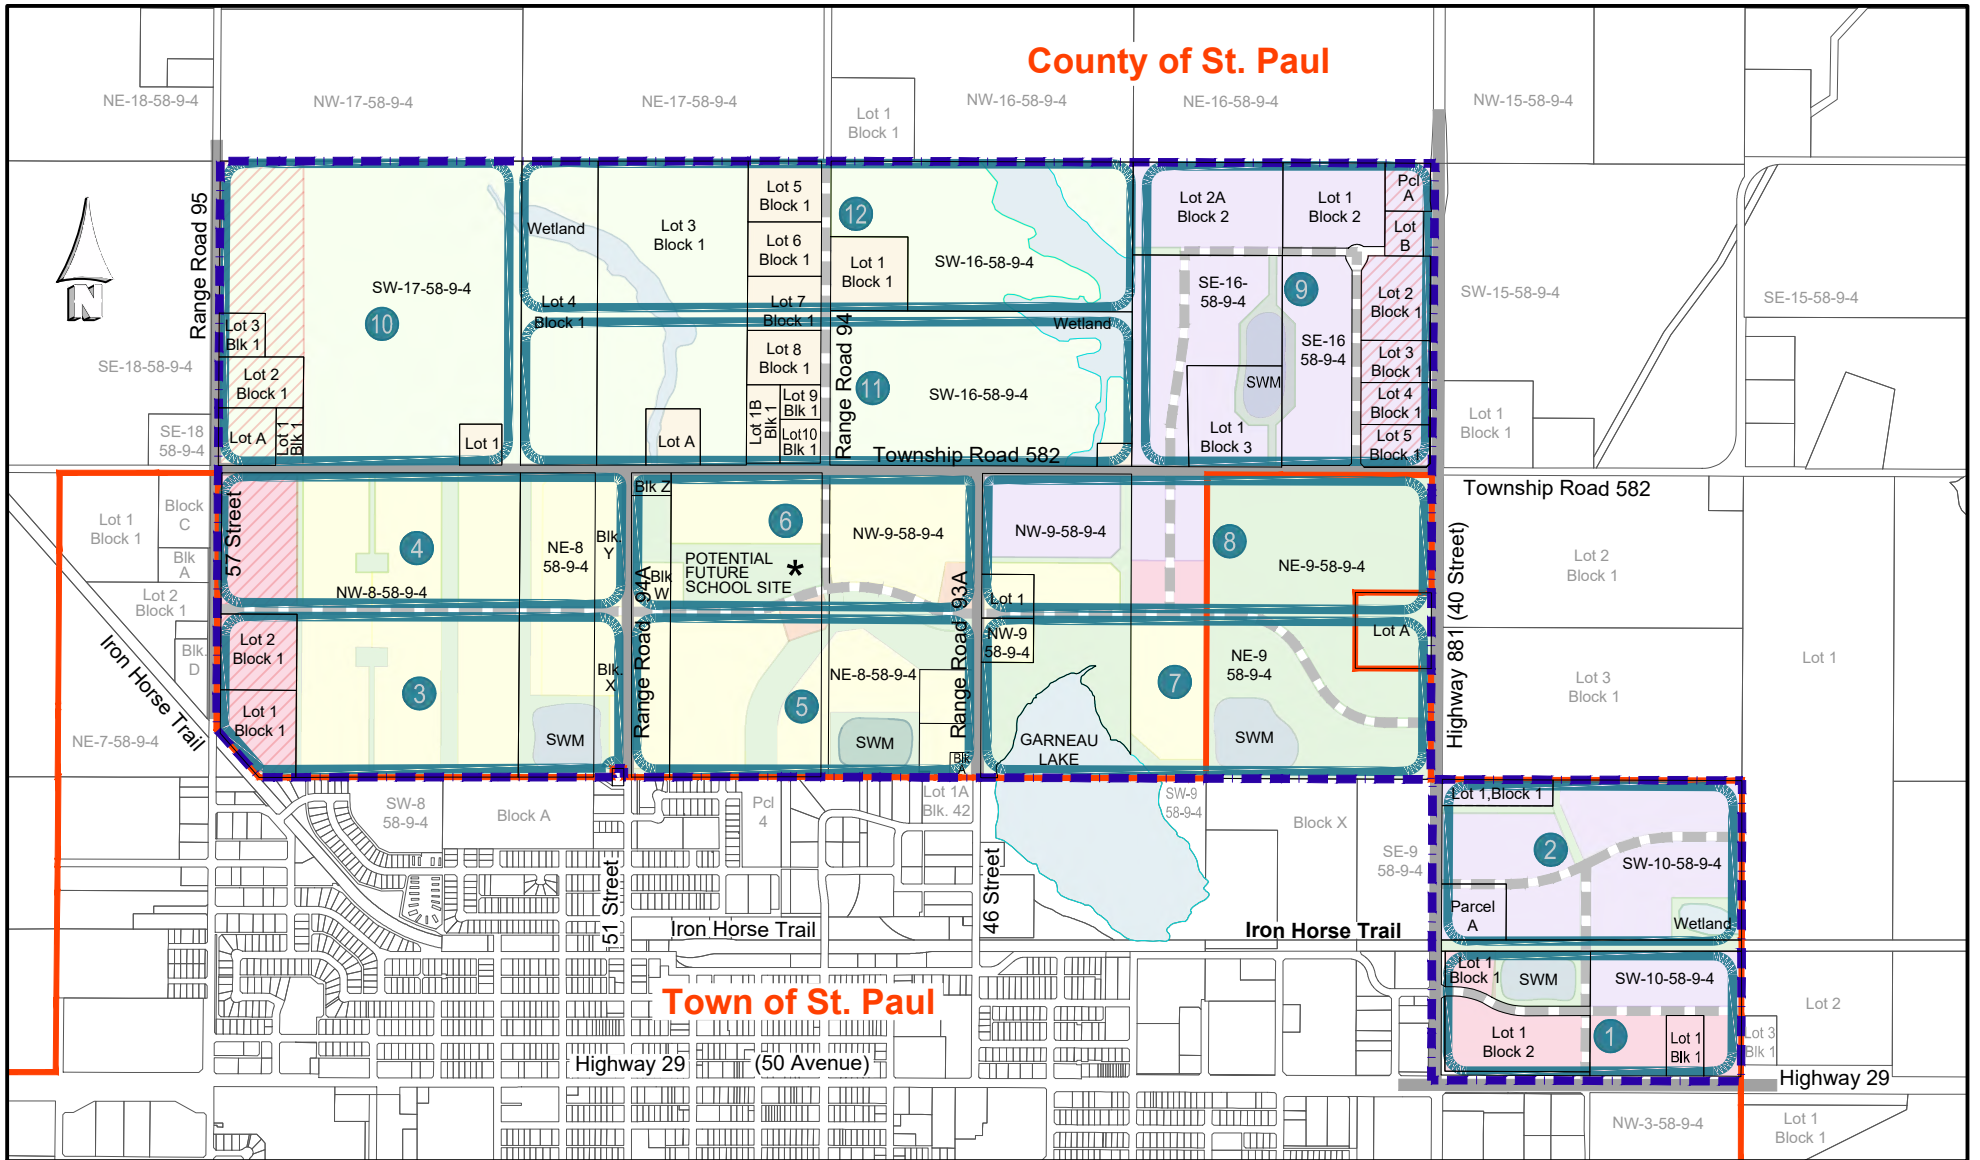 County of St. Paul
NE-18-58-9-4
NW-17-58-9-4
NE-17-58-9-4
Lot 1
Block 1
NW-16-58-9-4
NE-16-58-9-4
NW-15-58-9-4
Range Road 95
N
SE-18-58-9-4
SE-18
58-9-4
SW-17-58-9-4
10
Lot 3
Blk 1
Lot 2
Block 1
Lot A
Lot 1
Blk 1
Lot 1
Wetland
Lot 4
Block 1
Lot 3
Block 1
Lot A
Lot 5
Block 1
Lot 6
Block 1
Lot 7
Block 1
Lot 8
Block 1
Lot 1B
Blk 1
Lot 9
Blk 1
Lot10
Blk 1
Range Road 94
12
Lot 1
Block 1
SW-16-58-9-4
Wetland
11
SW-16-58-9-4
Township Road 582
Lot 2A
Block 2
Lot 1
Block 2
Pcl
A
Lot
B
SE-16-
58-9-4
9
SE-16
58-9-4
SWM
Lot 1
Block 3
Lot 2
Block 1
Lot 3
Block 1
Lot 4
Block 1
Lot 5
Block 1
SW-15-58-9-4
SE-15-58-9-4
Lot 1
Block 1
Township Road 582
Lot 1
Block 1
Block
C
Blk
A
Lot 2
Block 1
Blk.
D
Iron Horse Trail
NE-7-58-9-4
57 Street
4
NW-8-58-9-4
NE-8
58-9-4
Blk.
Y
Lot 2
Block 1
Lot 1
Block 1
3
Blk.
X
SWM
Range Road 94A
Blk Z
Blk
W
POTENTIAL
FUTURE
SCHOOL SITE
*
6
NW-9-58-9-4
5
NE-8-58-9-4
SWM
Range Road 93A
NW-9-58-9-4
8
NE-9-58-9-4
Lot 1
NW-9
58-9-4
7
NE-9
58-9-4
Lot A
GARNEAU
LAKE
SWM
Highway 881 (40 Street)
Lot 2
Block 1
Lot 3
Block 1
Lot 1
SW-8
58-9-4
Block A
Pcl
4
Lot 1A
Blk. 42
SW-9
58-9-4
Block X
SE-9
58-9-4
51 Street
46 Street
Iron Horse Trail
Iron Horse Trail
Lot 1,Block 1
2
SW-10-58-9-4
Parcel
A
Wetland
Lot 1
Block 1
SWM
SW-10-58-9-4
Lot 1
Block 2
1
Lot 1
Blk 1
Lot 3
Blk 1
Lot 2
Town of St. Paul
Highway 29
(50 Avenue)
Highway 29
NW-3-58-9-4
Lot 1
Block 1